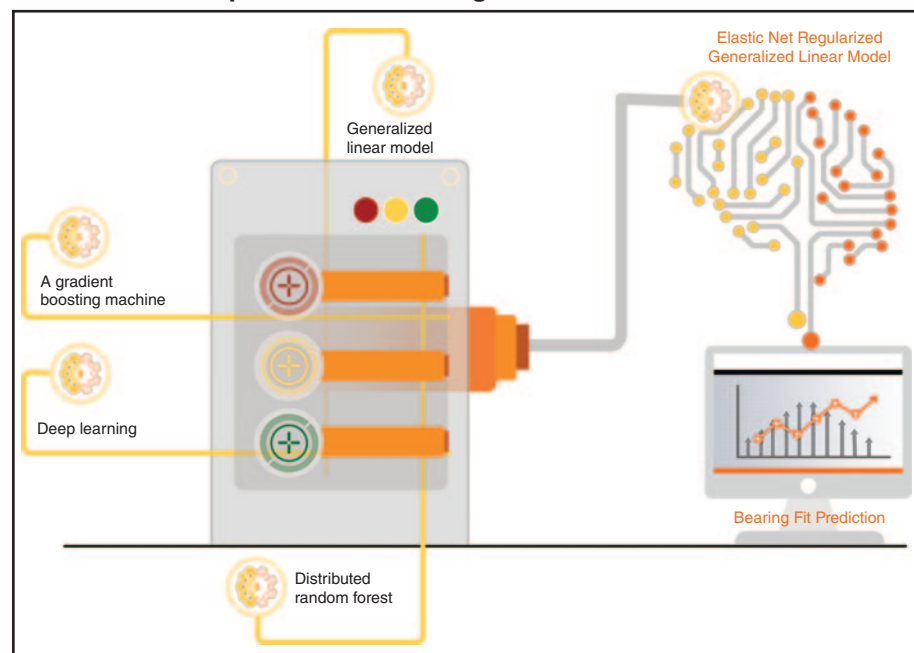 Elastic Net Regularized
Generalized Linear Model
Generalized
linear model
A gradient
boosting machine
Deep learning
Bearing Fit Prediction
Distributed
random forest